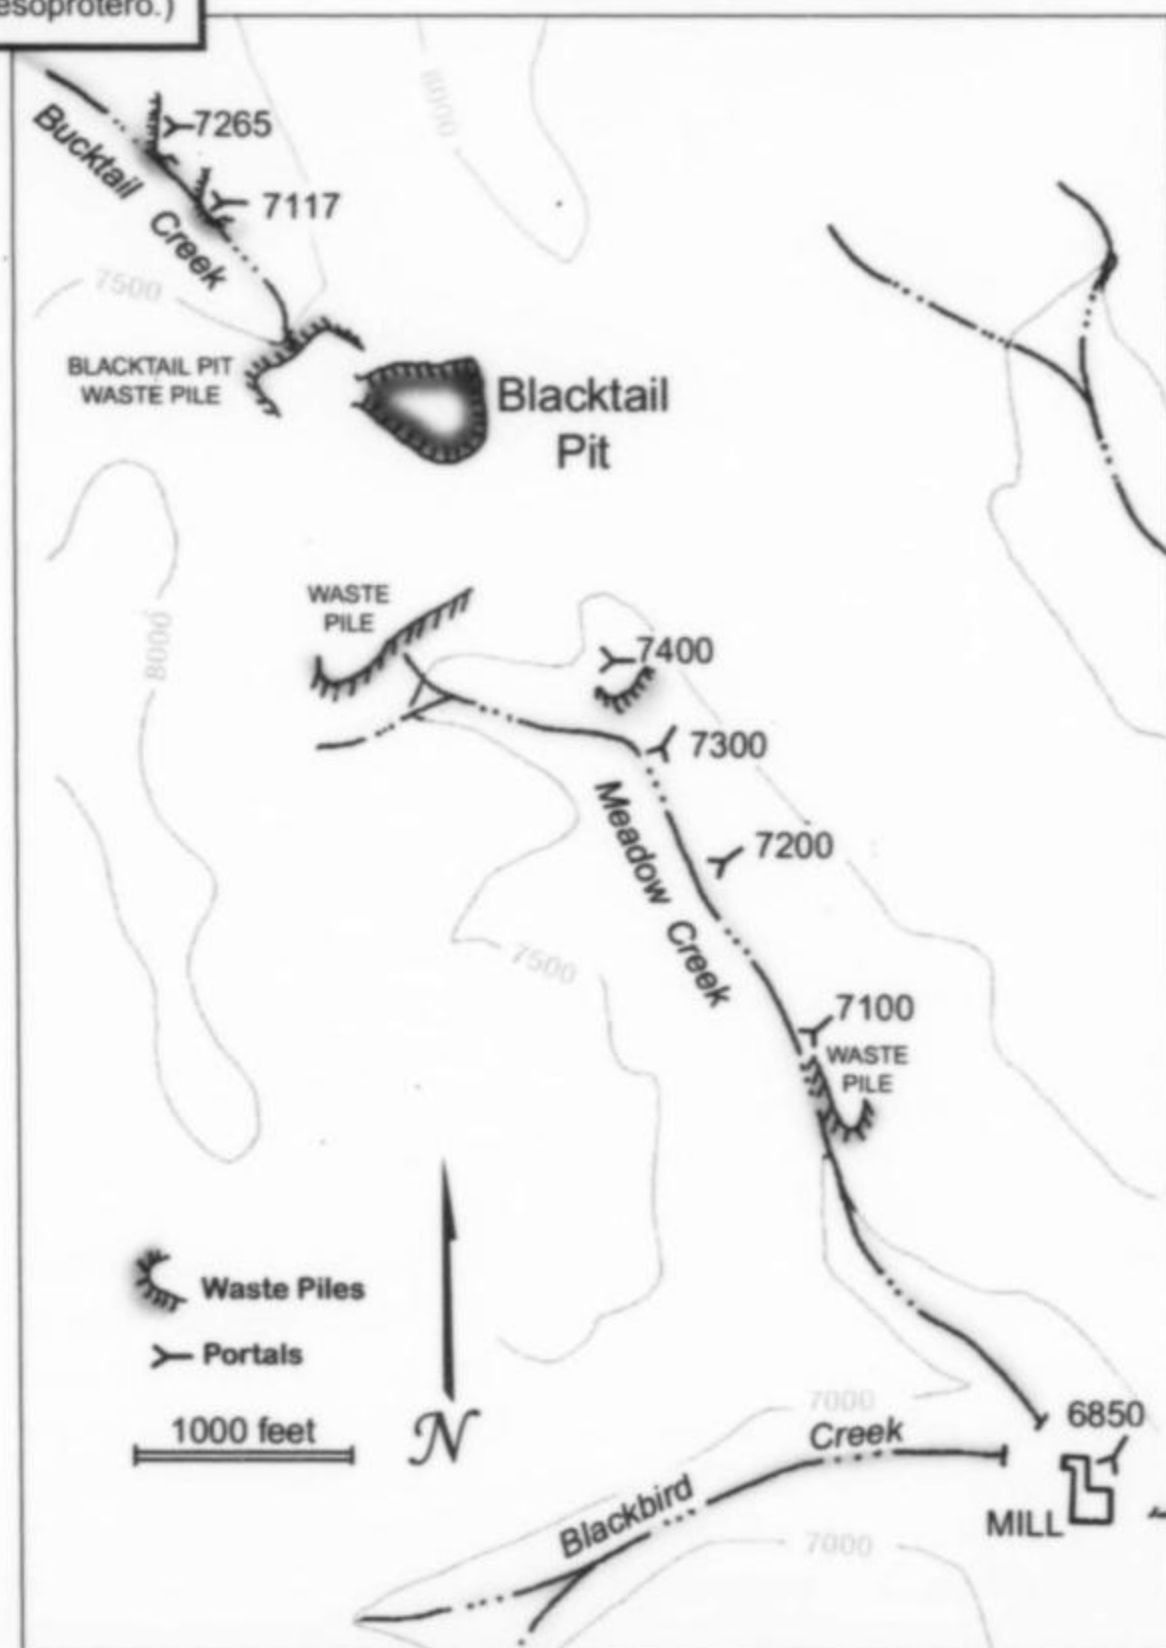 esoprotero.)
8000
7265
Bucktail Creek
7117
7500
BLACKTAIL PIT
WASTE PILE
Blacktail
Pit
WASTE
PILE
8000
7400
7300
Meadow Creek
7200
7500
7100
WASTE
PILE
Waste Piles
Portals
1000 feet
N
7000
6850
Blackbird Creek
MILL
7000